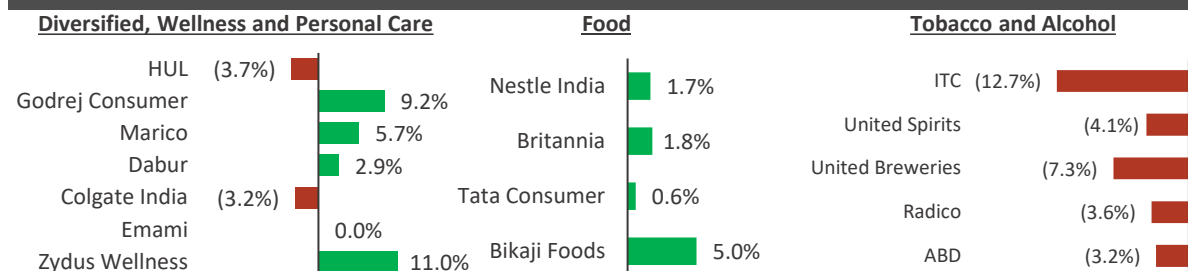 Diversified, Wellness and Personal Care
HUL (3.7%)
Godrej Consumer 9.2%
Marico 5.7%
Dabur 2.9%
Colgate India (3.2%)
Emami 0.0%
Zydus Wellness 11.0%
Food
Nestle India 1.7%
Britannia 1.8%
Tata Consumer 0.6%
Bikaji Foods 5.0%
Tobacco and Alcohol
ITC (12.7%)
United Spirits (4.1%)
United Breweries (7.3%)
Radico (3.6%)
ABD (3.2%)